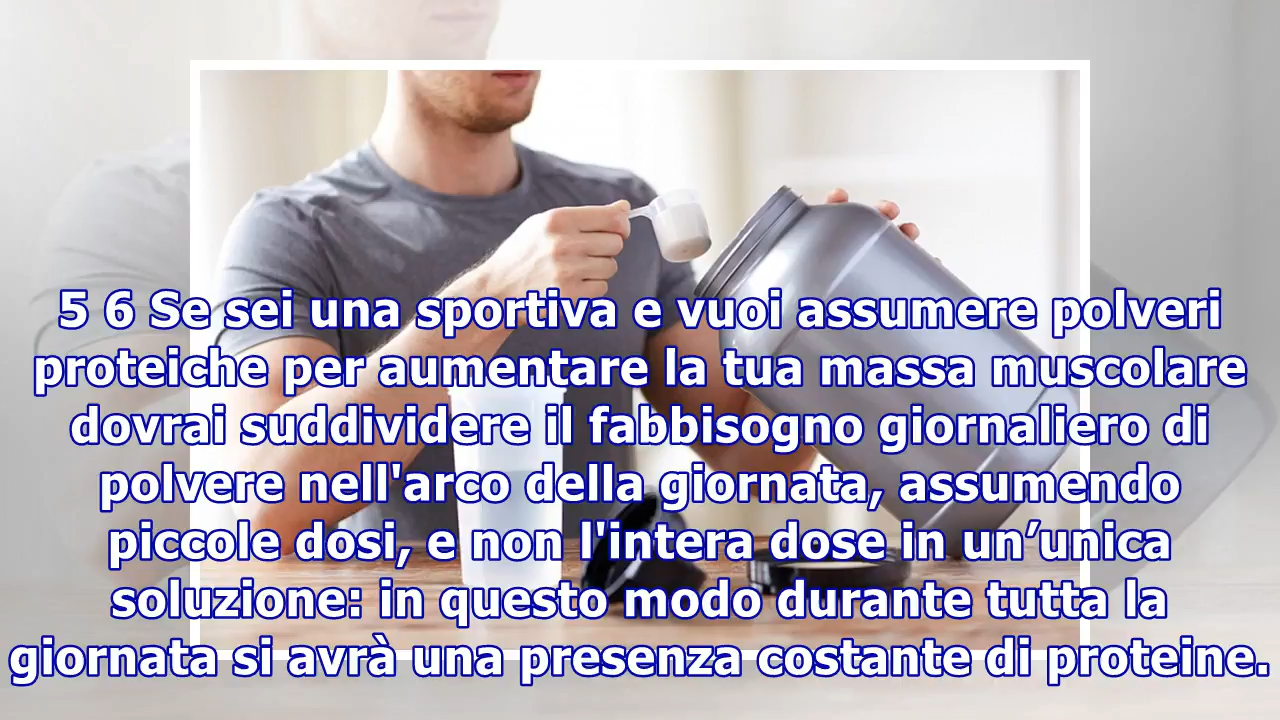 5 6 Se sei una sportiva e vuoi assumere polveri
proteiche per aumentare la tua massa muscolare
dovrai suddividere il fabbisogno giornaliero di
polvere nell'arco della giornata, assumendo
piccole dosi, e non l'intera dose in un’unica
soluzione: in questo modo durante tutta la
giornata si avrà una presenza costante di proteine.